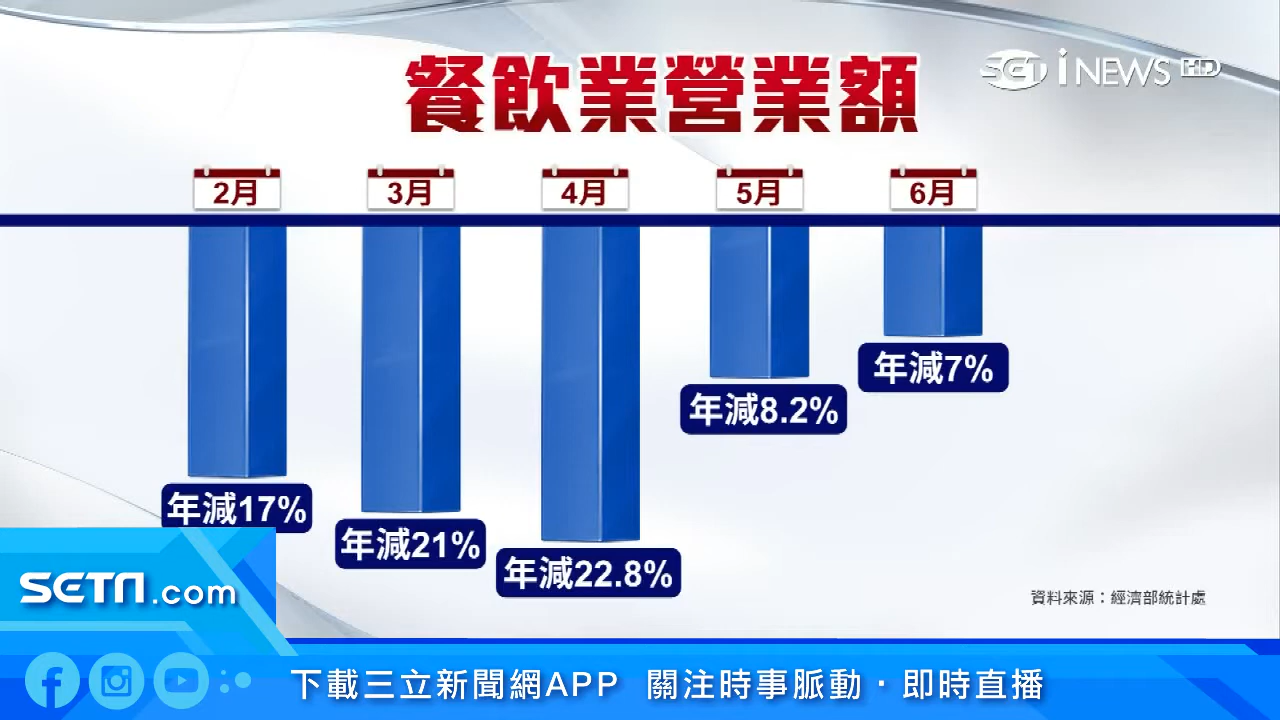 餐飲業營業額
SET iNEWS HD
2月
3月
4月
5月
6月
年減17%
年減21%
年減22.8%
年減8.2%
年減7%
資料來源：經濟部統計處
SETN.com
下載三立新聞網APP 關注時事脈動·即時直播